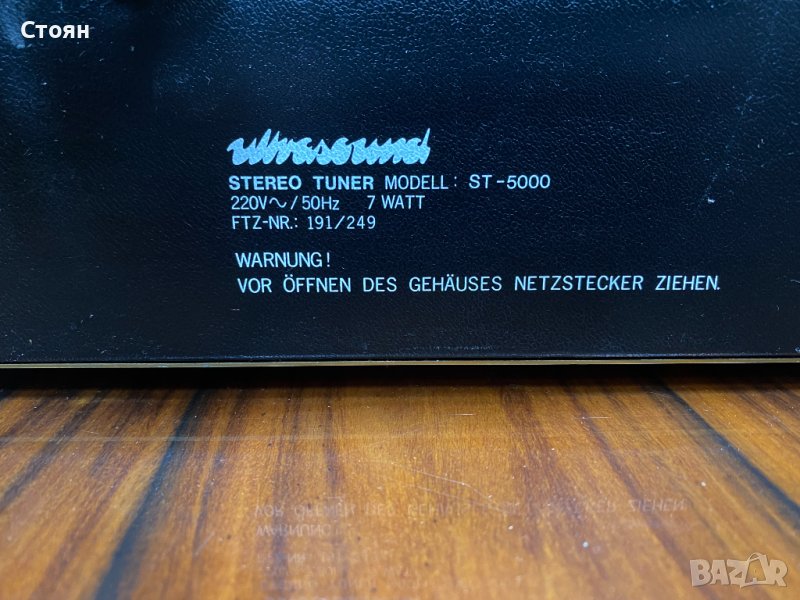 Стоян
ultrasound
STEREO TUNER MODELL: ST-5000
220V~/50Hz 7 WATT
FTZ-NR.: 191/249
WARNUNG!
VOR ÖFFNEN DES GEHÄUSES NETZSTECKER ZIEHEN.
BAZAR